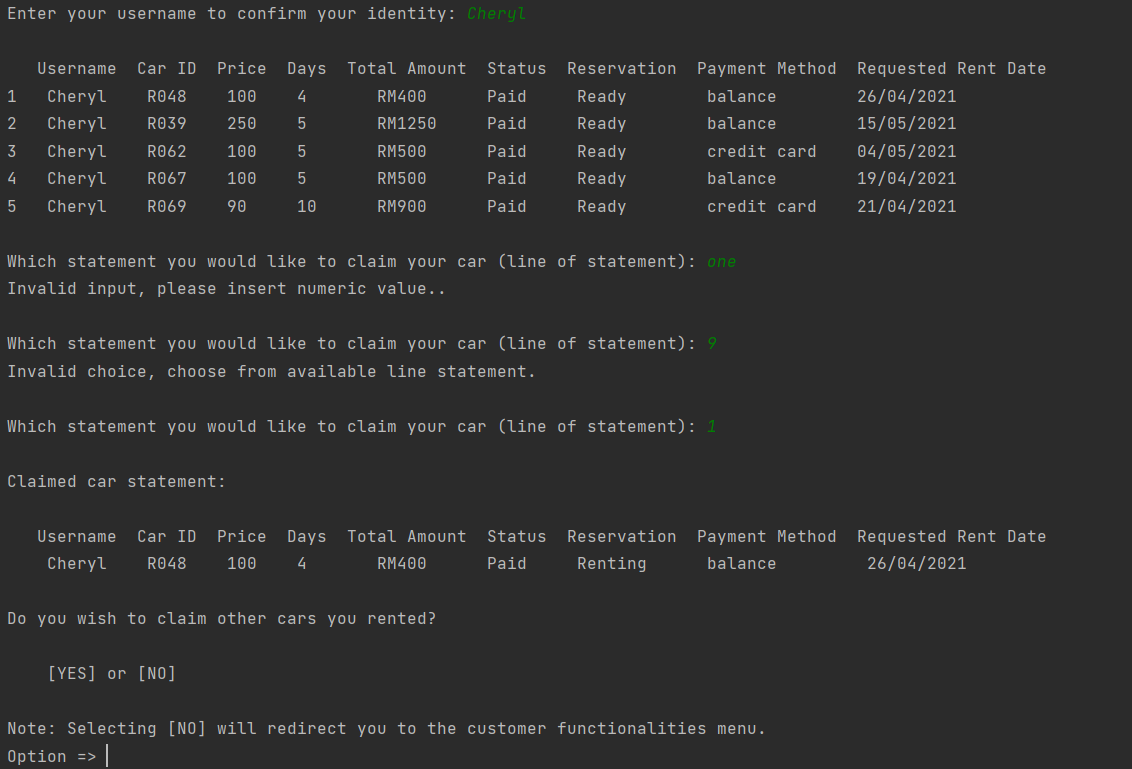 Enter your username to confirm your identity: Cheryl
Username  Car ID  Price  Days  Total Amount  Status  Reservation  Payment Method  Requested Rent Date
1   Cheryl    R048    100    4       RM400      Paid     Ready        balance        26/04/2021
2   Cheryl    R039    250    5       RM1250     Paid     Ready        balance        15/05/2021
3   Cheryl    R062    100    5       RM500      Paid     Ready        credit card    04/05/2021
4   Cheryl    R067    100    5       RM500      Paid     Ready        balance        19/04/2021
5   Cheryl    R069    90     10      RM900      Paid     Ready        credit card    21/04/2021
Which statement you would like to claim your car (line of statement): one
Invalid input, please insert numeric value..
Which statement you would like to claim your car (line of statement): 9
Invalid choice, choose from available line statement.
Which statement you would like to claim your car (line of statement): 1
Claimed car statement:
Username  Car ID  Price  Days  Total Amount  Status  Reservation  Payment Method  Requested Rent Date
Cheryl    R048    100    4       RM400      Paid     Renting      balance         26/04/2021
Do you wish to claim other cars you rented?
[YES] or [NO]
Note: Selecting [NO] will redirect you to the customer functionalities menu.
Option =>